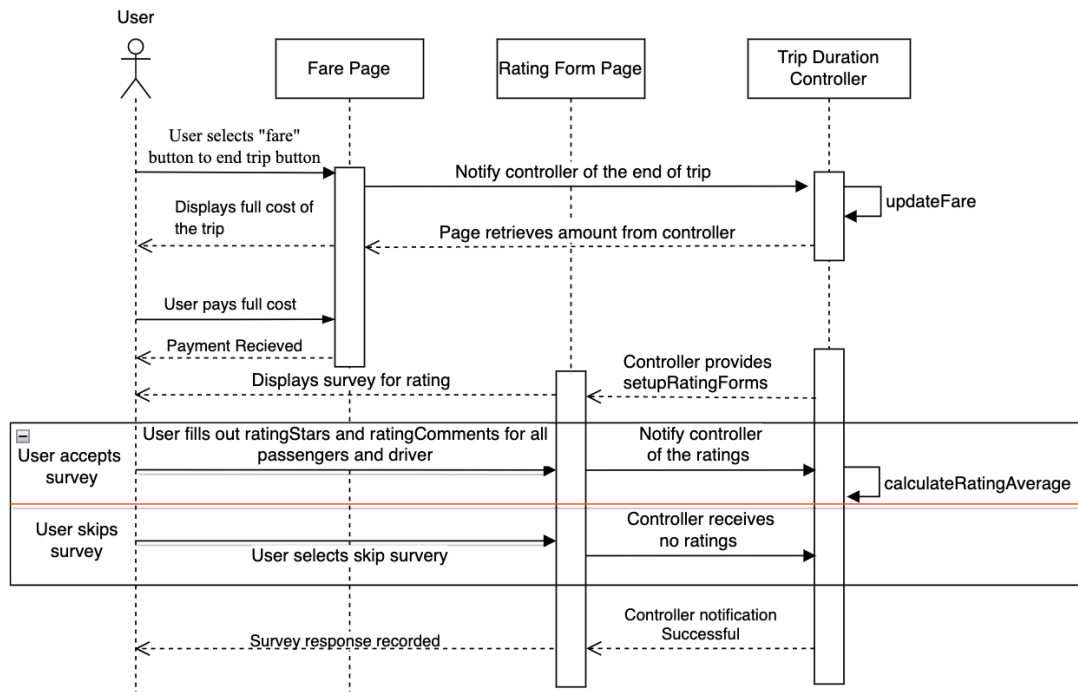 User
Fare Page
Rating Form Page
Trip Duration
Controller
User selects "fare"
button to end trip button
Notify controller of the end of trip
updateFare
Displays full cost of
the trip
Page retrieves amount from controller
User pays full cost
Payment Recieved
Controller provides
setupRatingForms
Displays survey for rating
User accepts
survey
User fills out ratingStars and ratingComments for all
passengers and driver
Notify controller
of the ratings
calculateRatingAverage
User skips
survey
User selects skip survery
Controller receives
no ratings
Controller notification
Successful
Survey response recorded